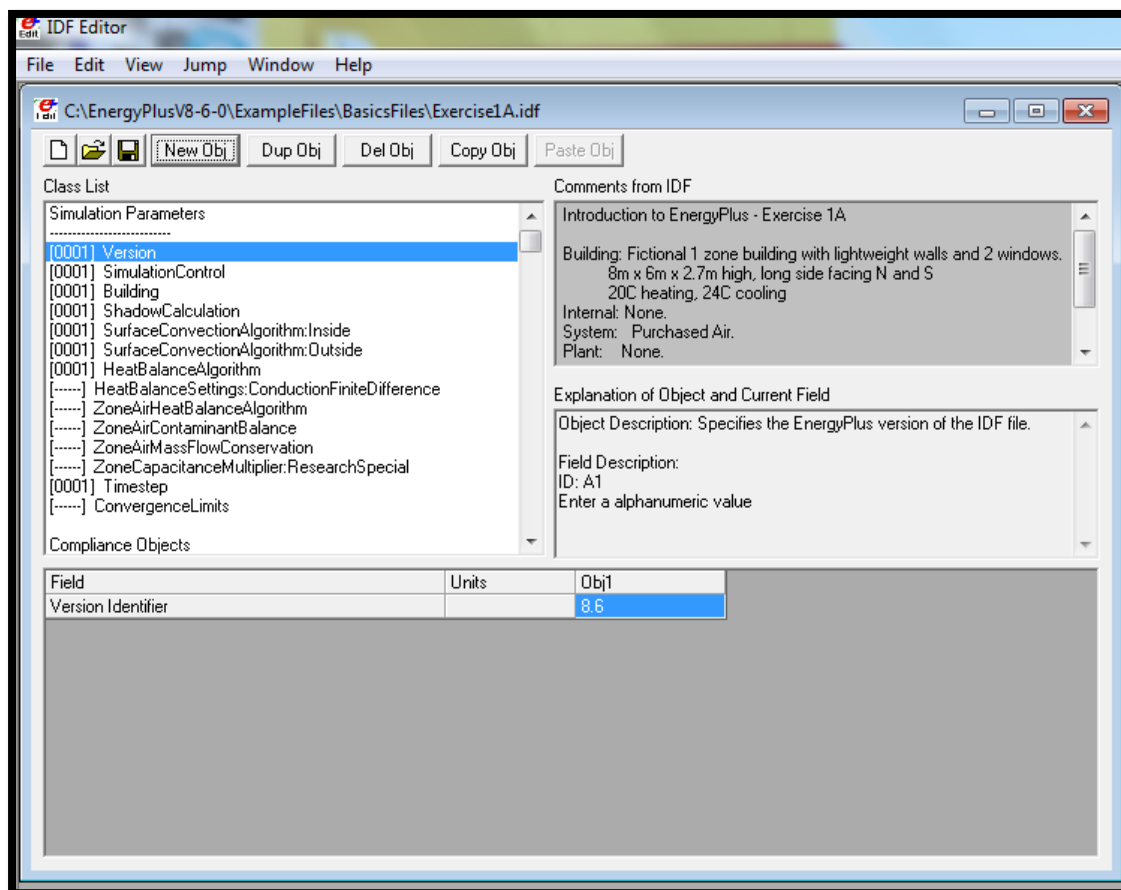 IDF Editor
File Edit View Jump Window Help
C:\EnergyPlusV8-6-0\ExampleFiles\BasicsFiles\Exercise1A.idf
New Obj Dup Obj Del Obj Copy Obj Paste Obj
Class List
Simulation Parameters
---------------------------
[0001] Version
[0001] SimulationControl
[0001] Building
[0001] ShadowCalculation
[0001] SurfaceConvectionAlgorithm:Inside
[0001] SurfaceConvectionAlgorithm:Outside
[0001] HeatBalanceAlgorithm
[------] HeatBalanceSettings:ConductionFiniteDifference
[------] ZoneAirHeatBalanceAlgorithm
[------] ZoneAirContaminantBalance
[------] ZoneAirMassFlowConservation
[------] ZoneCapacitanceMultiplier:ResearchSpecial
[0001] Timestep
[------] ConvergenceLimits
Compliance Objects
Comments from IDF
Introduction to EnergyPlus - Exercise 1A
Building: Fictional 1 zone building with lightweight walls and 2 windows.
8m x 6m x 2.7m high, long side facing N and S
20C heating, 24C cooling
Internal: None.
System: Purchased Air.
Plant: None.
Explanation of Object and Current Field
Object Description: Specifies the EnergyPlus version of the IDF file.
Field Description:
ID: A1
Enter a alphanumeric value
Field Units Obj1
Version Identifier 8.6